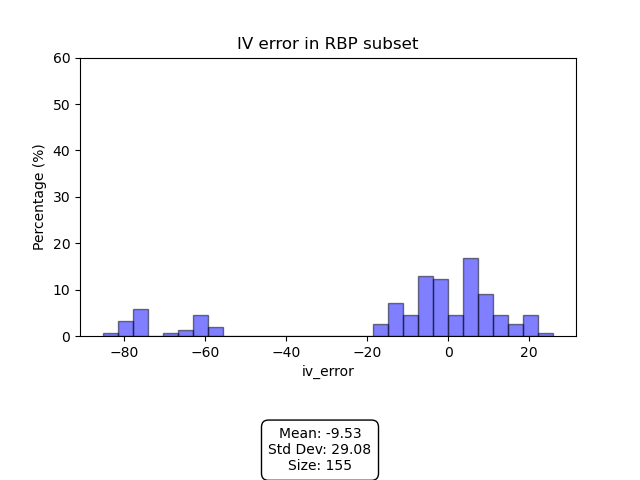 IV error in RBP subset
60
50
40
30
20
10
0
Percentage (%)
−80 −60 −40 −20 0 20
iv_error
Mean: -9.53
Std Dev: 29.08
Size: 155